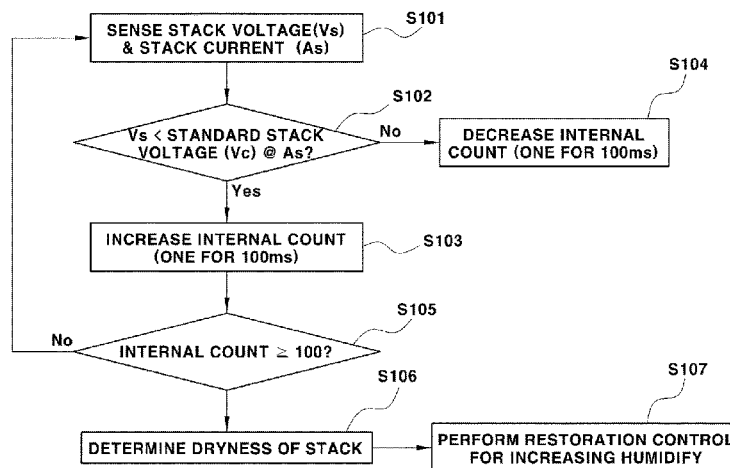 SENSE STACK VOLTAGE(Vs)
& STACK CURRENT (As)
S101
S102
S104
Vs < STANDARD STACK
VOLTAGE (Vc) @ As?
No
DECREASE INTERNAL
COUNT (ONE FOR 100ms)
Yes
INCREASE INTERNAL COUNT
(ONE FOR 100ms)
S103
S105
No
INTERNAL COUNT ≧ 100?
S106
S107
DETERMINE DRYNESS OF STACK
PERFORM RESTORATION CONTROL
FOR INCREASING HUMIDIFY